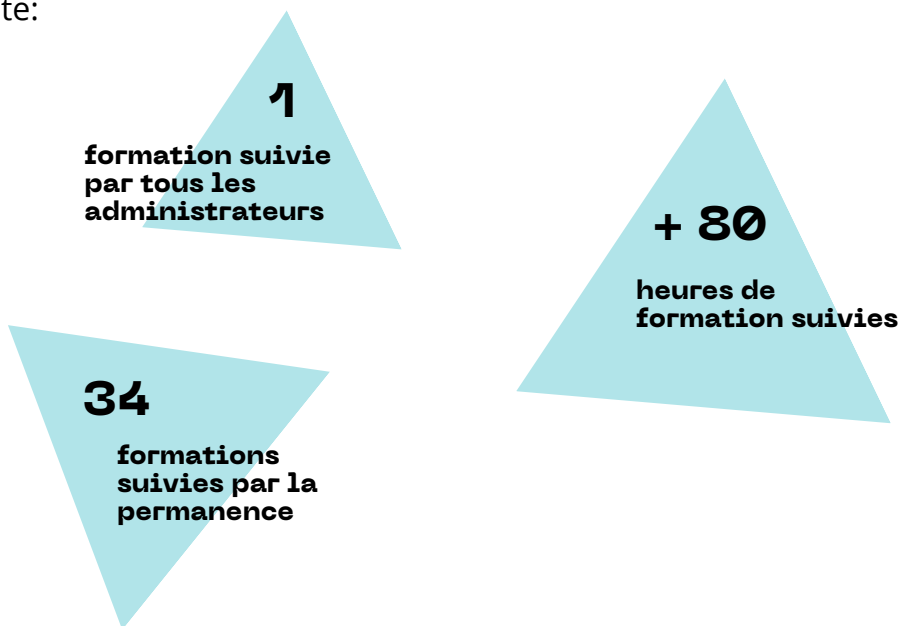 te:
1
formation suivie
par tous les
administrateurs
+ 80
heures de
formation suivies
34
formations
suivies par la
permanence